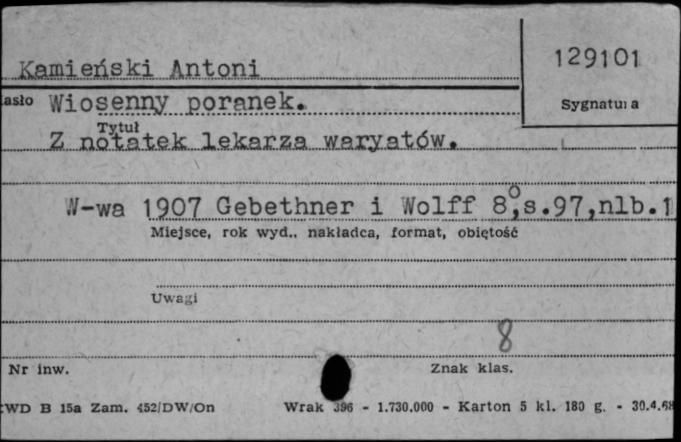 Kamieński Antoni
129101
asło Wiosenny poranek.
Sygnatura
Tytuł
Z notatek lekarza waryatów.
W-wa 1907 Gebethner i Wolff 8°,s.97,nlb.1
Miejsce, rok wyd., nakładca, format, objętość
Uwagi
8
Nr inw.
Znak klas.
WD B 15a Zam. 452/DW/On Wrak 396 - 1.730.000 - Karton 5 kl. 180 g. - 30.4.68